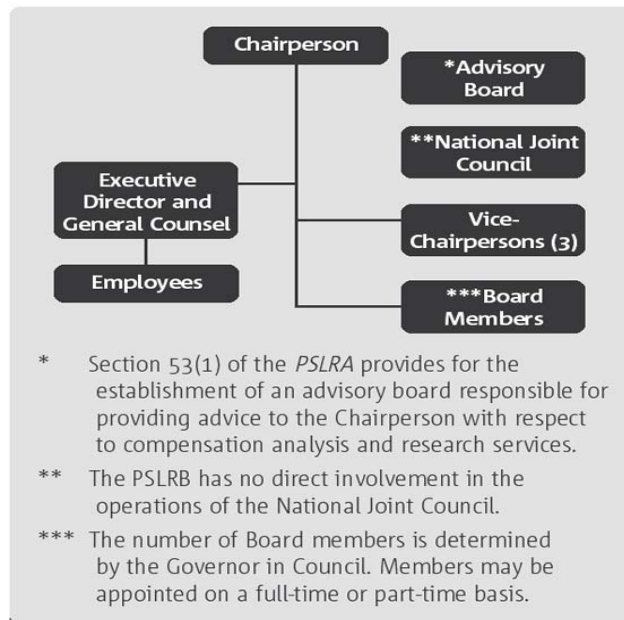 Chairperson
*Advisory
Board
**National Joint
Council
Executive
Director and
General Counsel
Vice-
Chairpersons (3)
Employees
***Board
Members
* Section 53(1) of the PSLRA provides for the
establishment of an advisory board responsible for
providing advice to the Chairperson with respect
to compensation analysis and research services.
** The PSLRB has no direct involvement in the
operations of the National Joint Council.
*** The number of Board members is determined
by the Governor in Council. Members may be
appointed on a full-time or part-time basis.